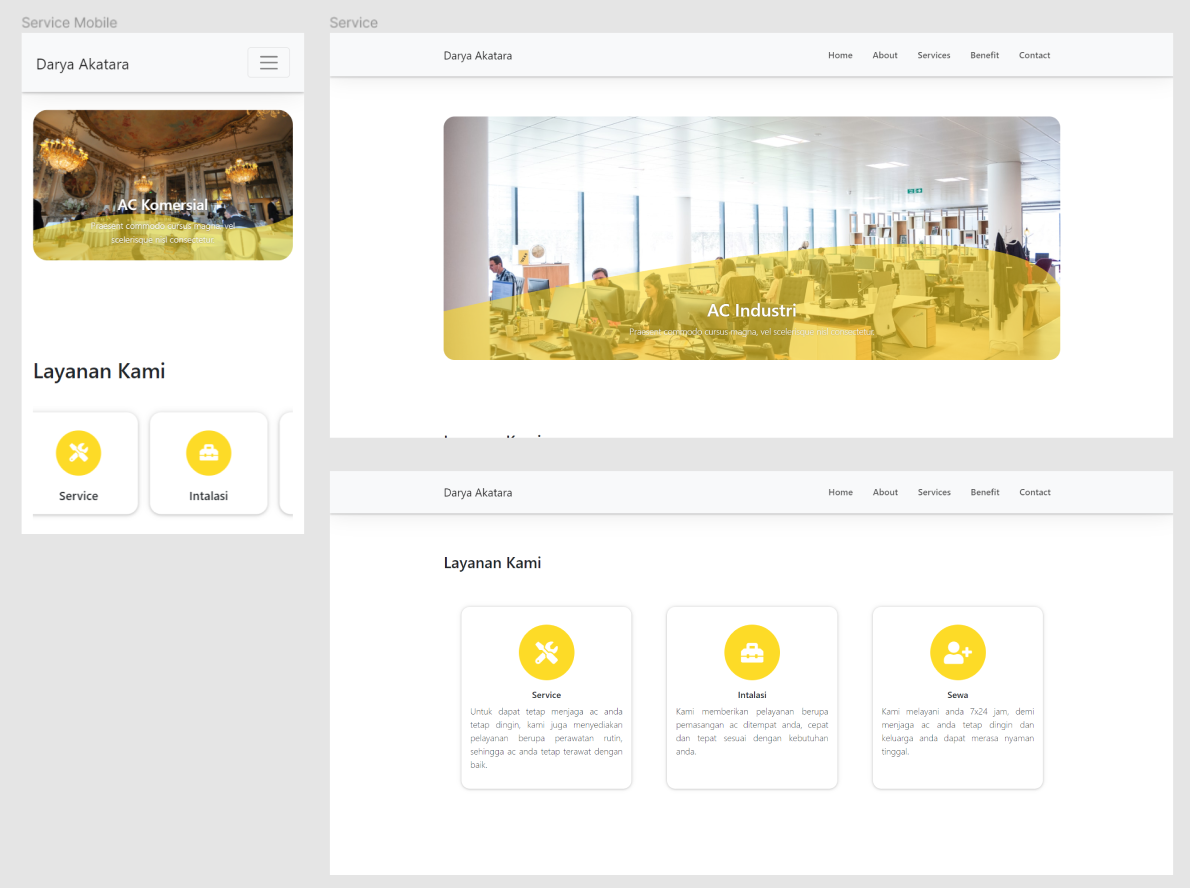 Service Mobile
Darya Akatara
AC Komersial
Praesent commodo cursus magna, vel
scelerisque nisl consectetur.
Layanan Kami
Service
Intalasi
Service
Darya Akatara
Home
About
Services
Benefit
Contact
AC Industri
Praesent commodo cursus magna, vel scelerisque nisl consectetur.
Darya Akatara
Home
About
Services
Benefit
Contact
Layanan Kami
Service
Untuk dapat tetap menjaga ac anda
tetap dingin, kami juga menyediakan
pelayanan berupa perawatan rutin,
sehingga ac anda tetap terawat dengan
baik.
Intalasi
Kami memberikan pelayanan berupa
pemasangan ac ditempat anda, cepat
dan tepat sesuai dengan kebutuhan
anda.
Sewa
Kami melayani anda 7x24 jam, demi
menjaga ac anda tetap dingin dan
keluarga anda dapat merasa nyaman
tinggal.